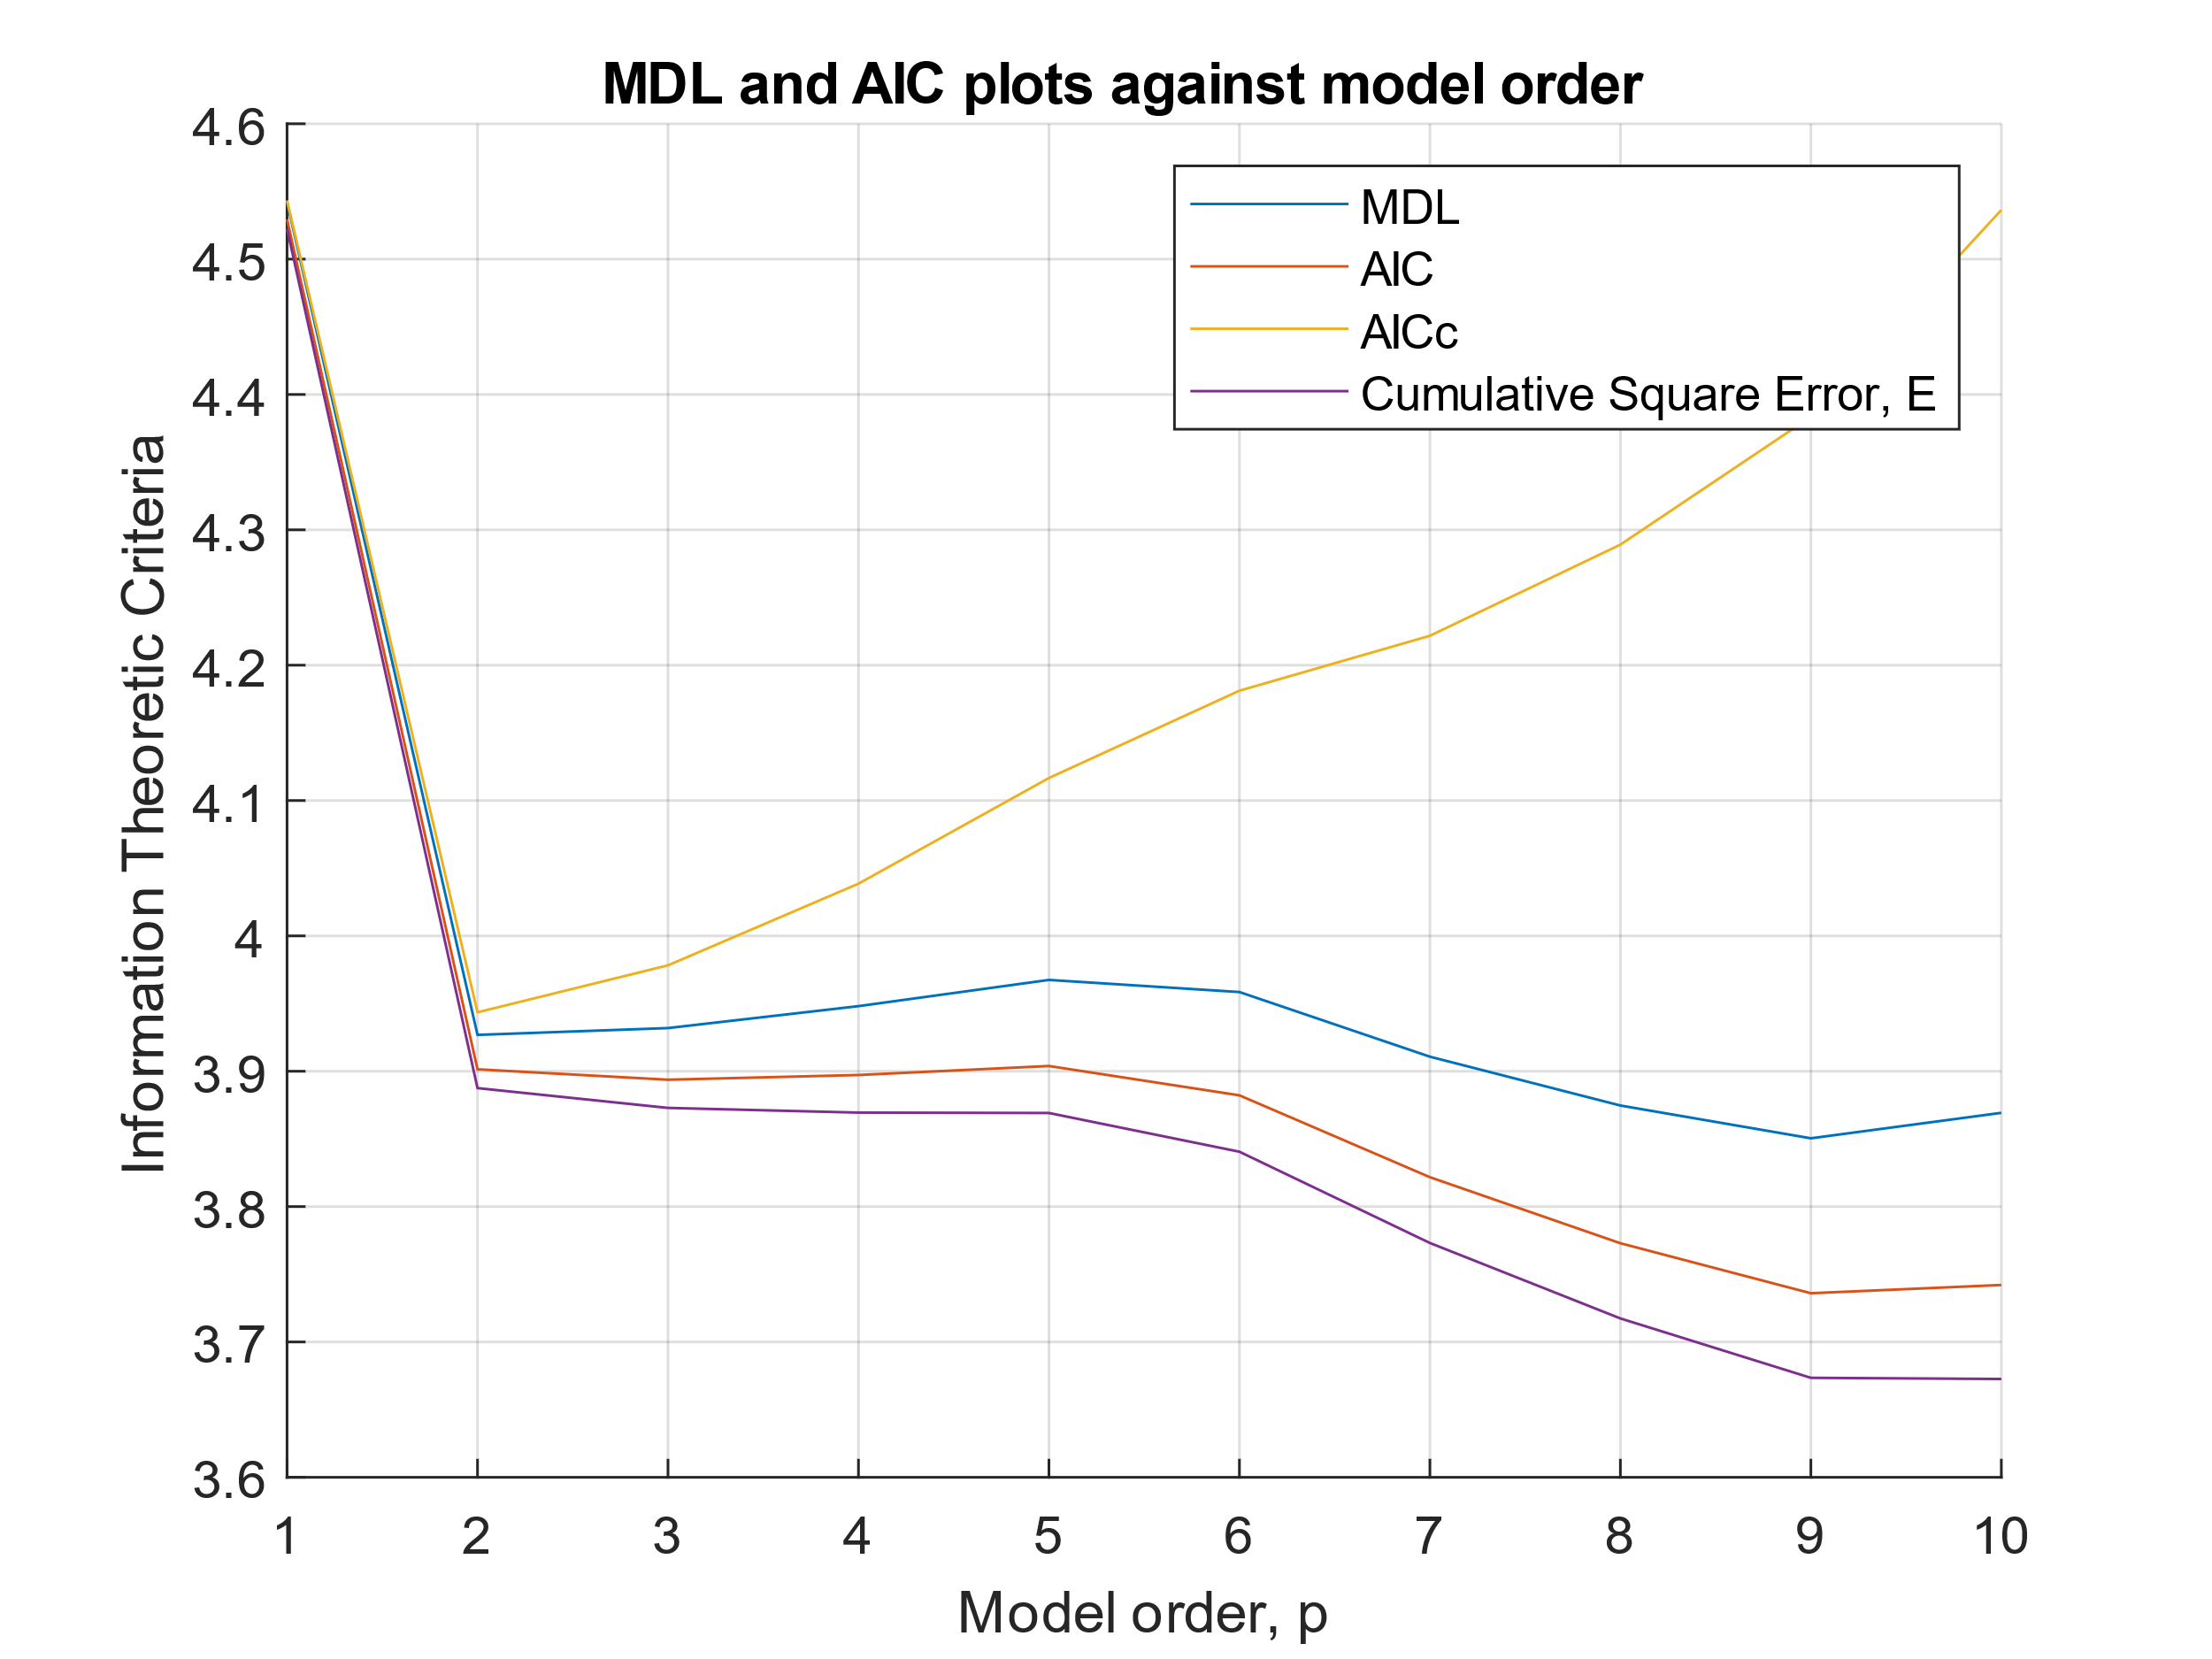 MDL and AIC plots against model order
4.6
4.5
4.4
4.3
4.2
4.1
4
3.9
3.8
3.7
3.6
Information Theoretic Criteria
MDL
AIC
AICc
Cumulative Square Error, E
1 2 3 4 5 6 7 8 9 10
Model order, p